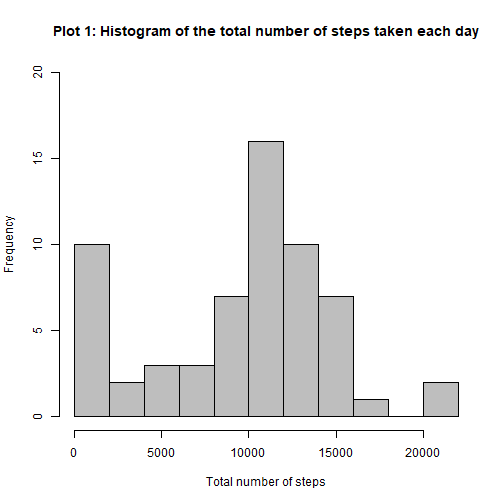 Plot 1: Histogram of the total number of steps taken each day
20
15
10
5
0
Frequency
0 5000 10000 15000 20000
Total number of steps